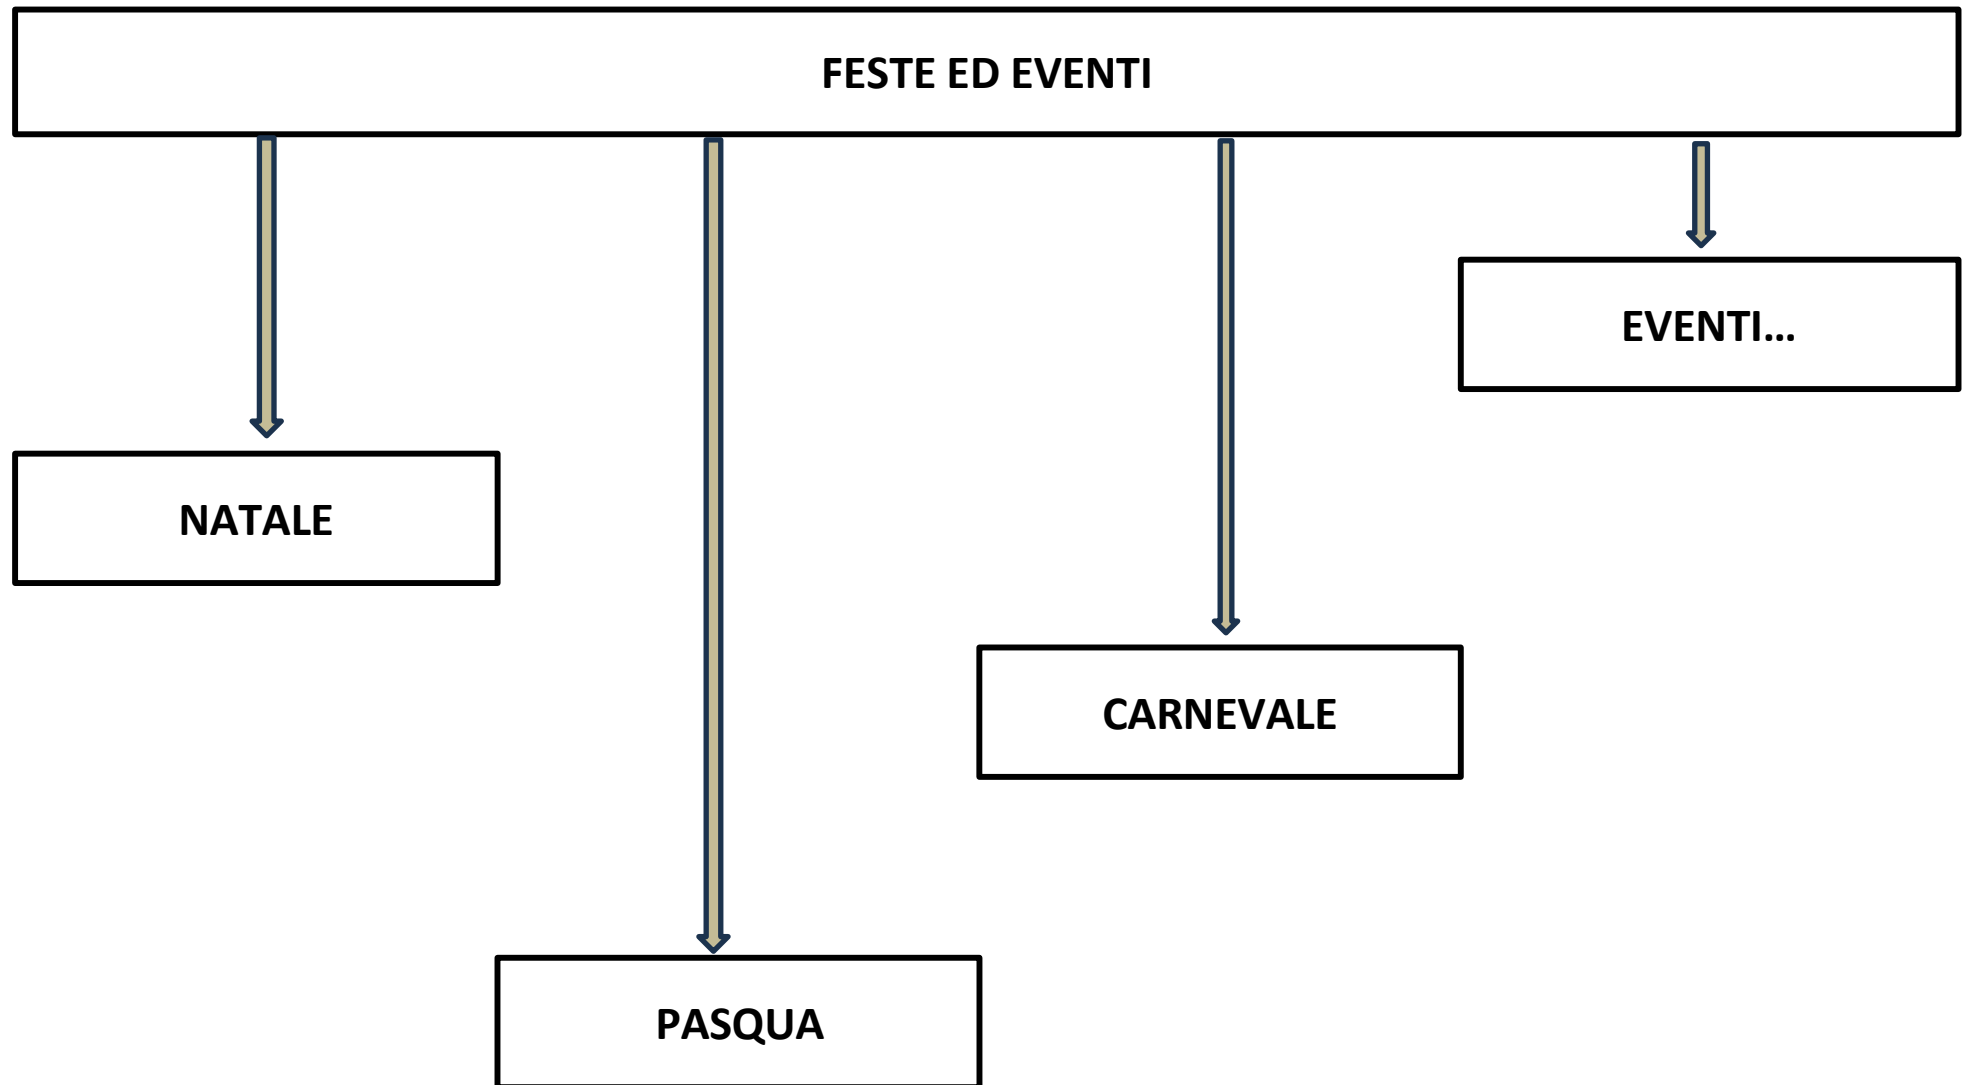 FESTE ED EVENTI
EVENTI...
NATALE
CARNEVALE
PASQUA